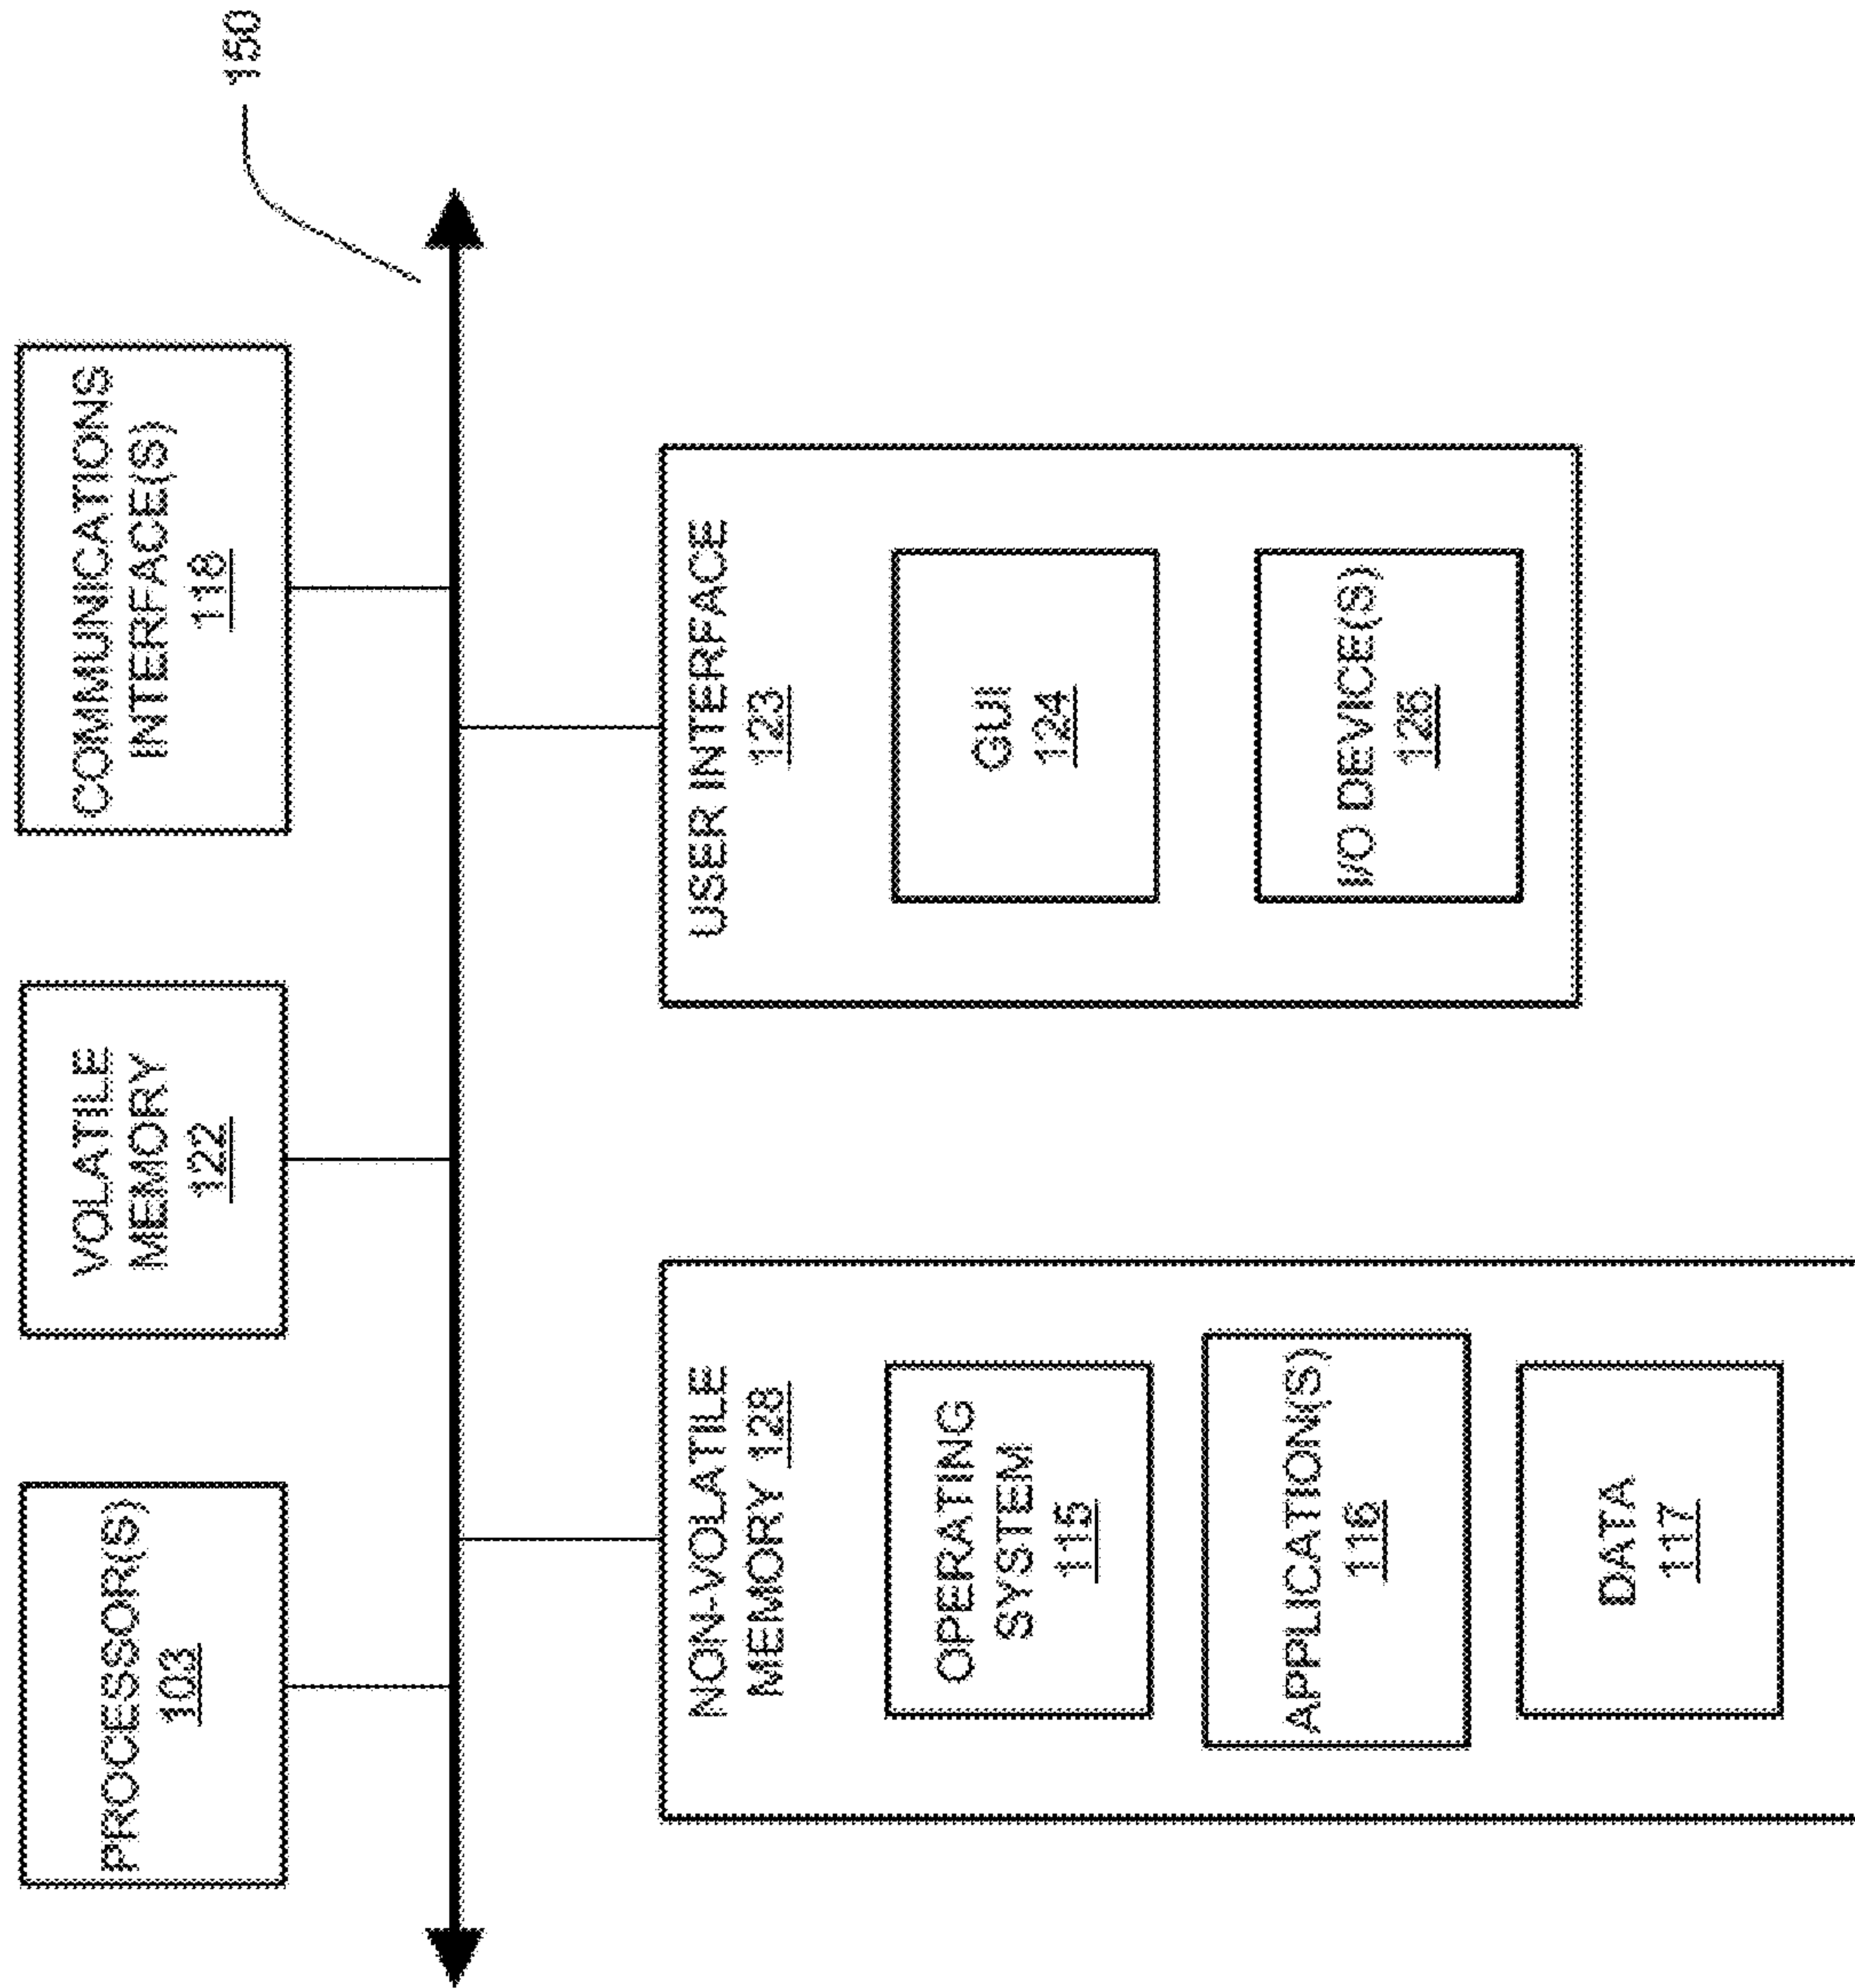 PROCESSOR(S)
103
VOLATILE
MEMORY
122
COMMUNICATIONS
INTERFACE(S)
118
150
NON-VOLATILE
MEMORY 128
OPERATING
SYSTEM
115
APPLICATION(S)
116
DATA
117
USER INTERFACE
123
GUI
124
I/O DEVICE(S)
126